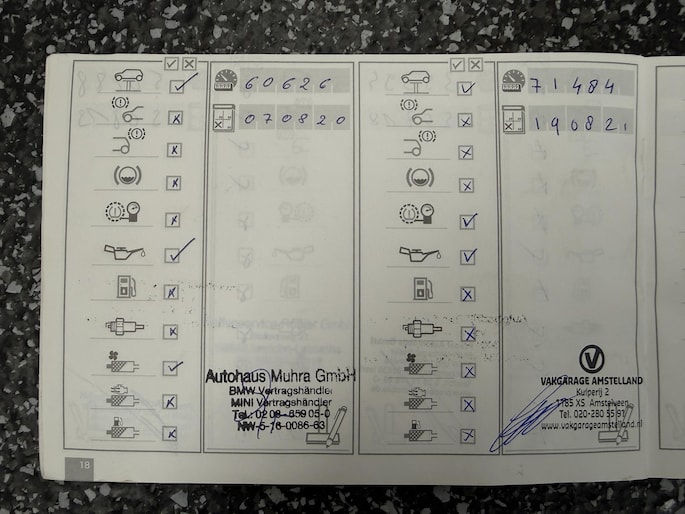 60626
070820
Autohaus Muhra GmbH
BMW Vertragshändler
MINI Vertragshändler
Tel.: 02 08 - 659 05-0
NW-5-16-0086-63
71484
190821
VAKGARAGE AMSTELLAND
Kuiperij 2
1185 XS Amstelveen
Tel. 020-280 55 91
www.vakgarageamstelland.nl
18